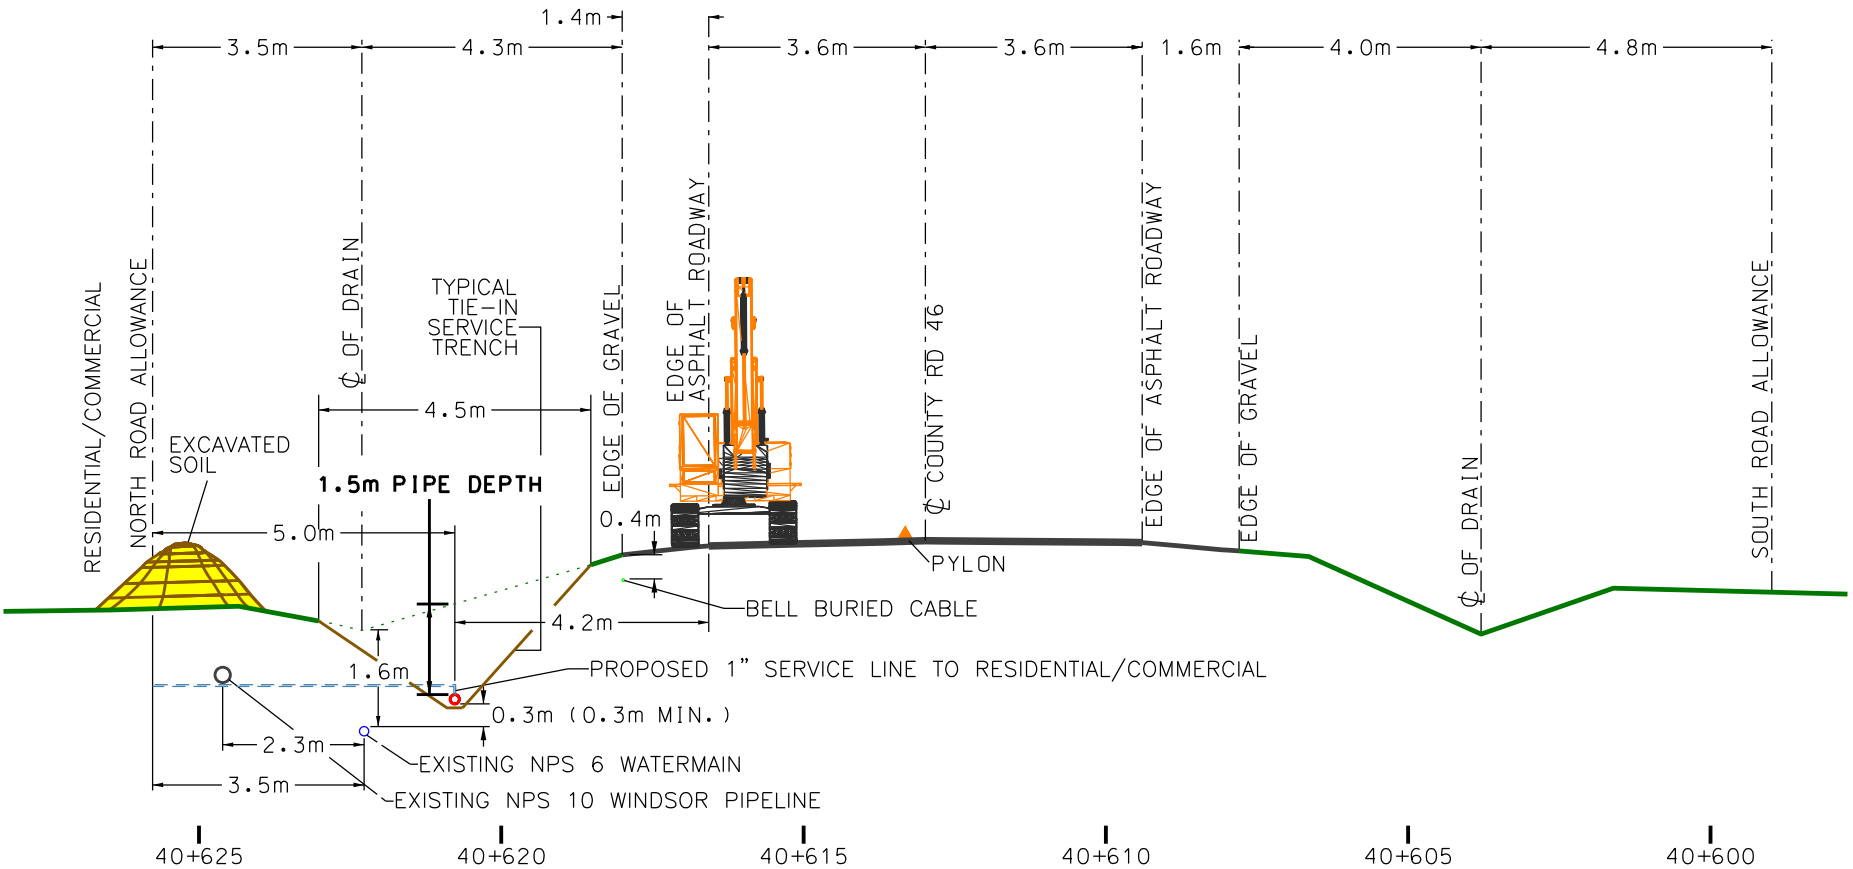 1.4m
3.5m
4.3m
3.6m
3.6m
1.6m
4.0m
4.8m
RESIDENTIAL/COMMERCIAL
NORTH ROAD ALLOWANCE
℄ OF DRAIN
TYPICAL
TIE-IN
SERVICE
TRENCH
EDGE OF GRAVEL
EDGE OF
ASPHALT ROADWAY
℄ COUNTY RD 46
EDGE OF ASPHALT ROADWAY
EDGE OF GRAVEL
℄ OF DRAIN
SOUTH ROAD ALLOWANCE
4.5m
EXCAVATED
SOIL
1.5m PIPE DEPTH
5.0m
0.4m
PYLON
BELL BURIED CABLE
4.2m
1.6m
PROPOSED 1” SERVICE LINE TO RESIDENTIAL/COMMERCIAL
0.3m (0.3m MIN.)
2.3m
EXISTING NPS 6 WATERMAIN
3.5m
EXISTING NPS 10 WINDSOR PIPELINE
40+625
40+620
40+615
40+610
40+605
40+600